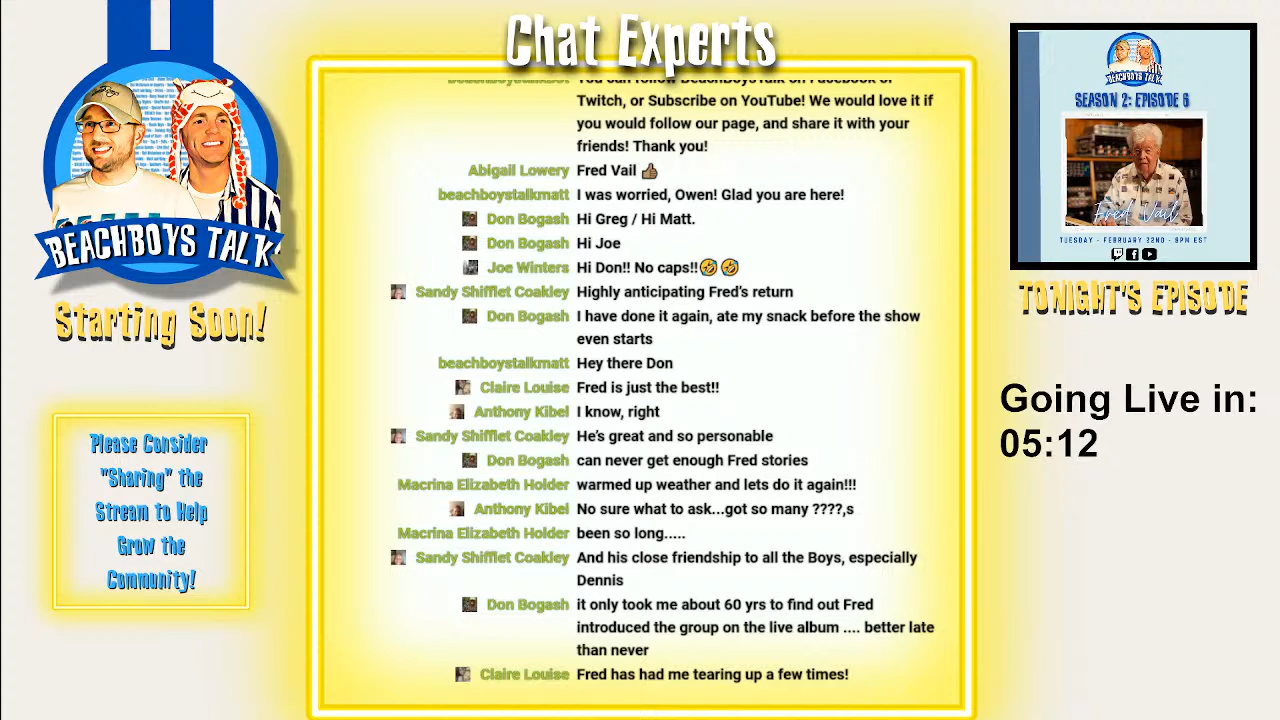 Chat Experts
You can follow BeachBoysTalk on Facebook or
Twitch, or Subscribe on YouTube! We would love it if
you would follow our page, and share it with your
friends! Thank you!
Abigail Lowery Fred Vail 👍
beachboystalkmatt I was worried, Owen! Glad you are here!
Don Bogash Hi Greg / Hi Matt.
Don Bogash Hi Joe
Joe Winters Hi Don!! No caps!!🤣🤣
Sandy Shifflet Coakley Highly anticipating Fred's return
Don Bogash I have done it again, ate my snack before the show
even starts
beachboystalkmatt Hey there Don
Claire Louise Fred is just the best!!
Anthony Kibel I know, right
Sandy Shifflet Coakley He's great and so personable
Don Bogash can never get enough Fred stories
Macrina Elizabeth Holder warmed up weather and lets do it again!!!
Anthony Kibel No sure what to ask...got so many ????,s
Macrina Elizabeth Holder been so long.....
Sandy Shifflet Coakley And his close friendship to all the Boys, especially
Dennis
Don Bogash it only took me about 60 yrs to find out Fred
introduced the group on the live album .... better late
than never
Claire Louise Fred has had me tearing up a few times!
BEACHBOYS TALK
Starting Soon!
Please Consider
"Sharing" the
Stream to Help
Grow the
Community!
BEACHBOYS TALK
SEASON 2: EPISODE 6
Fred Vail
TUESDAY - FEBRUARY 22ND - 8PM EST
TONIGHT'S EPISODE
Going Live in:
05:12